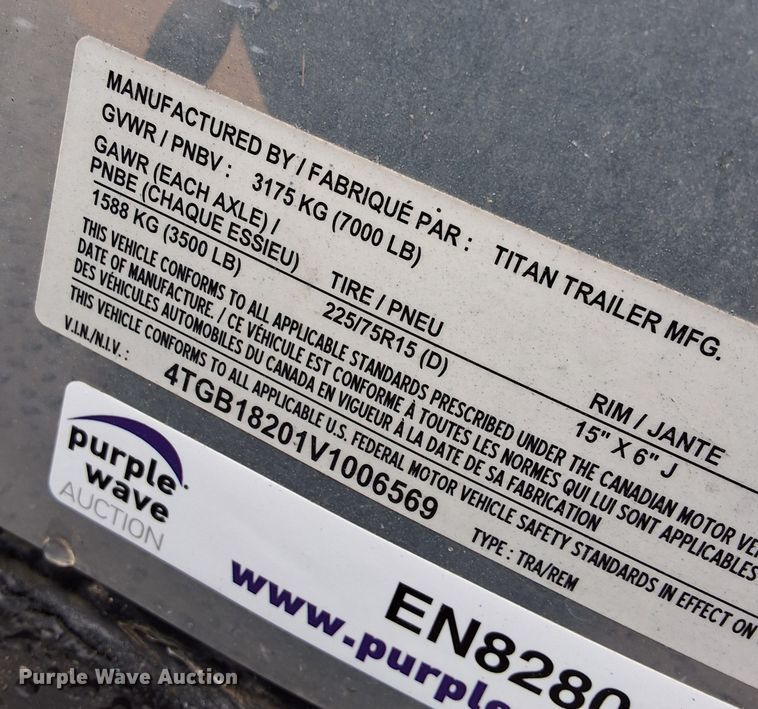 MANUFACTURED BY / FABRIQUÉ PAR : TITAN TRAILER MFG.
GVWR / PNBV : 3175 KG (7000 LB)
GAWR (EACH AXLE) /
PNBE (CHAQUE ESSIEU) TIRE / PNEU RIM / JANTE
1588 KG (3500 LB) 225/75R15 (D) 15" X 6" J
THIS VEHICLE CONFORMS TO ALL APPLICABLE STANDARDS PRESCRIBED UNDER THE CANADIAN MOTOR
DATE OF MANUFACTURE. / CE VÉHICULE EST CONFORME À TOUTES LES NORMES QUI LUI SONT APPLICABLES
DES VÉHICULES AUTOMOBILES DU CANADA EN VIGUEUR À LA DATE DE SA FABRICATION
THIS VEHICLE CONFORMS TO ALL APPLICABLE U.S. FEDERAL MOTOR VEHICLE SAFETY STANDARDS IN EFFECT ON
V.I.N./N.I.V. : 4TGB18201V1006569 TYPE : TRA/REM
purple
wave
AUCTION
EN8280
www.purple
Purple Wave Auction